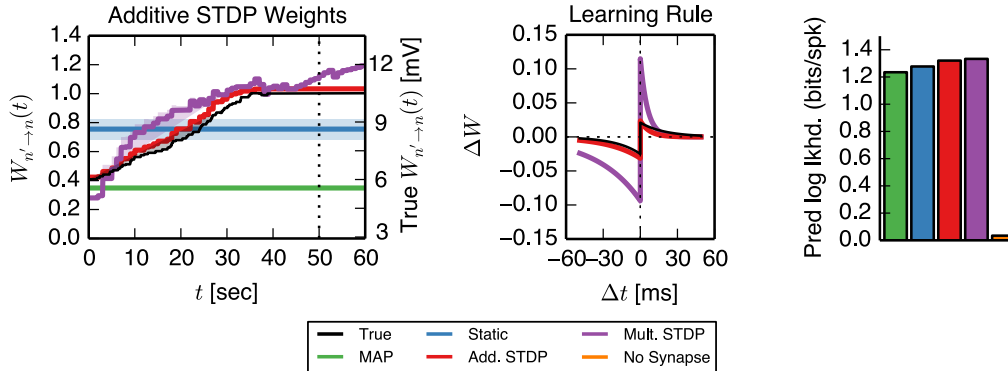 Additive STDP Weights
Learning Rule
W_{n'→n}(t)
1.4
1.2
1.0
0.8
0.6
0.4
0.2
0.0
0 10 20 30 40 50 60
t [sec]
12
9
6
3
True W_{n'→n}(t) [mV]
ΔW
0.15
0.10
0.05
0.00
−0.05
−0.10
−0.15
−60 −30 0 30 60
Δt [ms]
Pred log lkhd. (bits/spk)
1.4
1.2
1.0
0.8
0.6
0.4
0.2
0.0
True Static Mult. STDP
MAP Add. STDP No Synapse